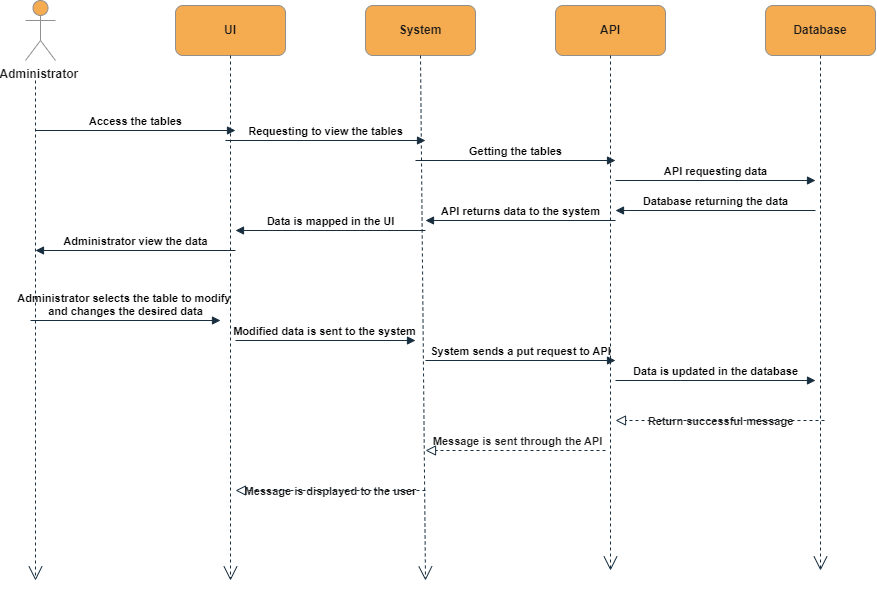 UI
System
API
Database
Administrator
Access the tables
Requesting to view the tables
Getting the tables
API requesting data
Database returning the data
API returns data to the system
Data is mapped in the UI
Administrator view the data
Administrator selects the table to modify
and changes the desired data
Modified data is sent to the system
System sends a put request to API
Data is updated in the database
Return successful message
Message is sent through the API
Message is displayed to the user